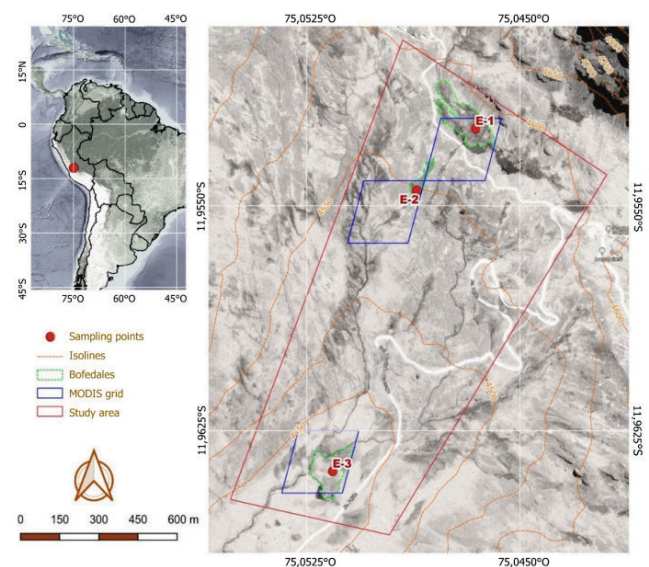 75°O 60°O 45°O
75,0525°O 75,0450°O
15°N
0
15°S
30°S
45°S
75°O 60°O 45°O
E-1
E-2
11,9550°S
11,9550°S
4500
Sampling points
Isolines
Bofedales
MODIS grid
Study area
11,9625°S
11,9625°S
E-3
0 150 300 450 600 m
75,0525°O 75,0450°O